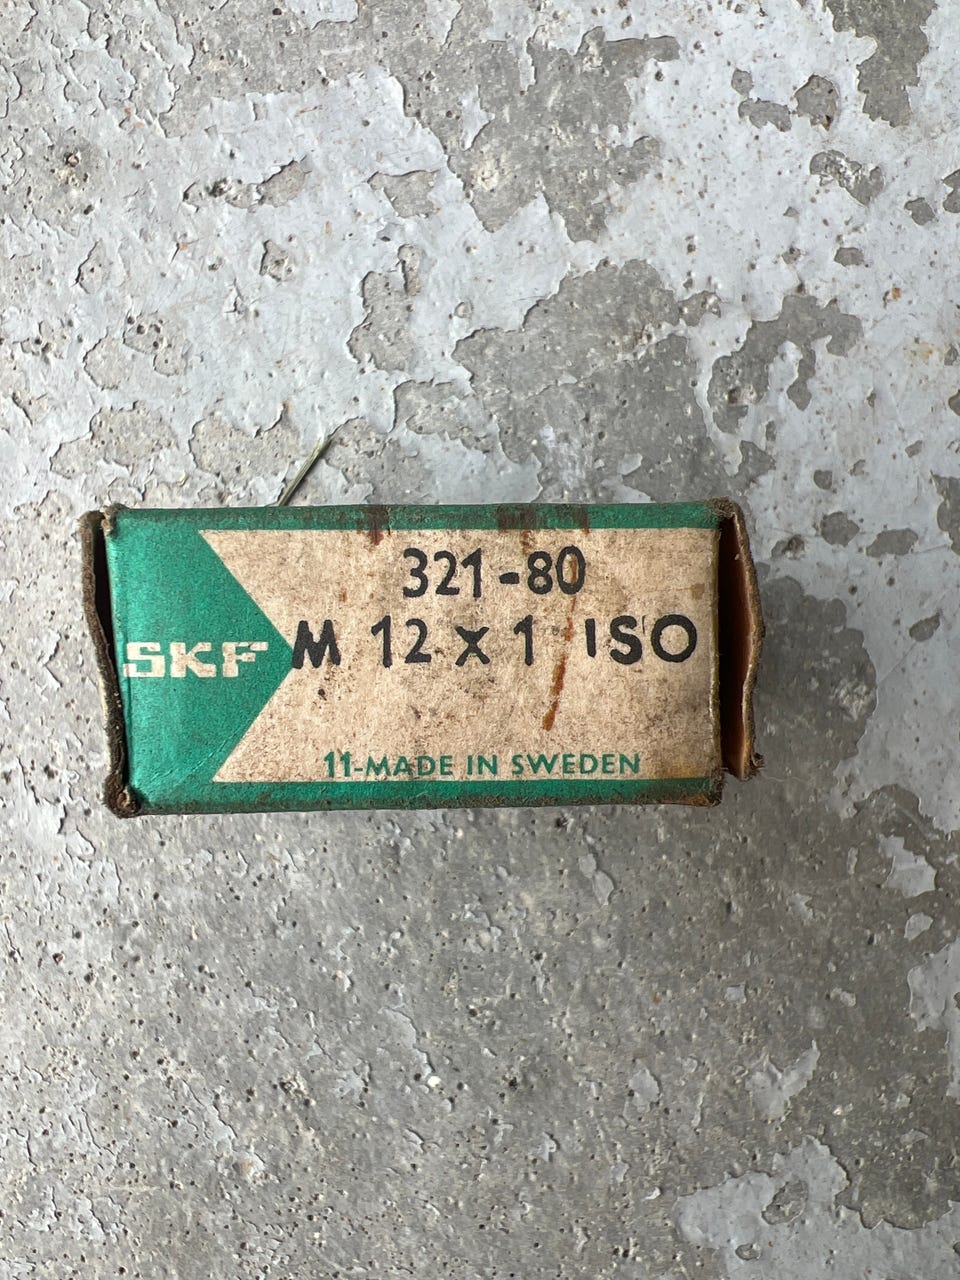 321-80
SKF M 12 x 1 ISO
11-MADE IN SWEDEN